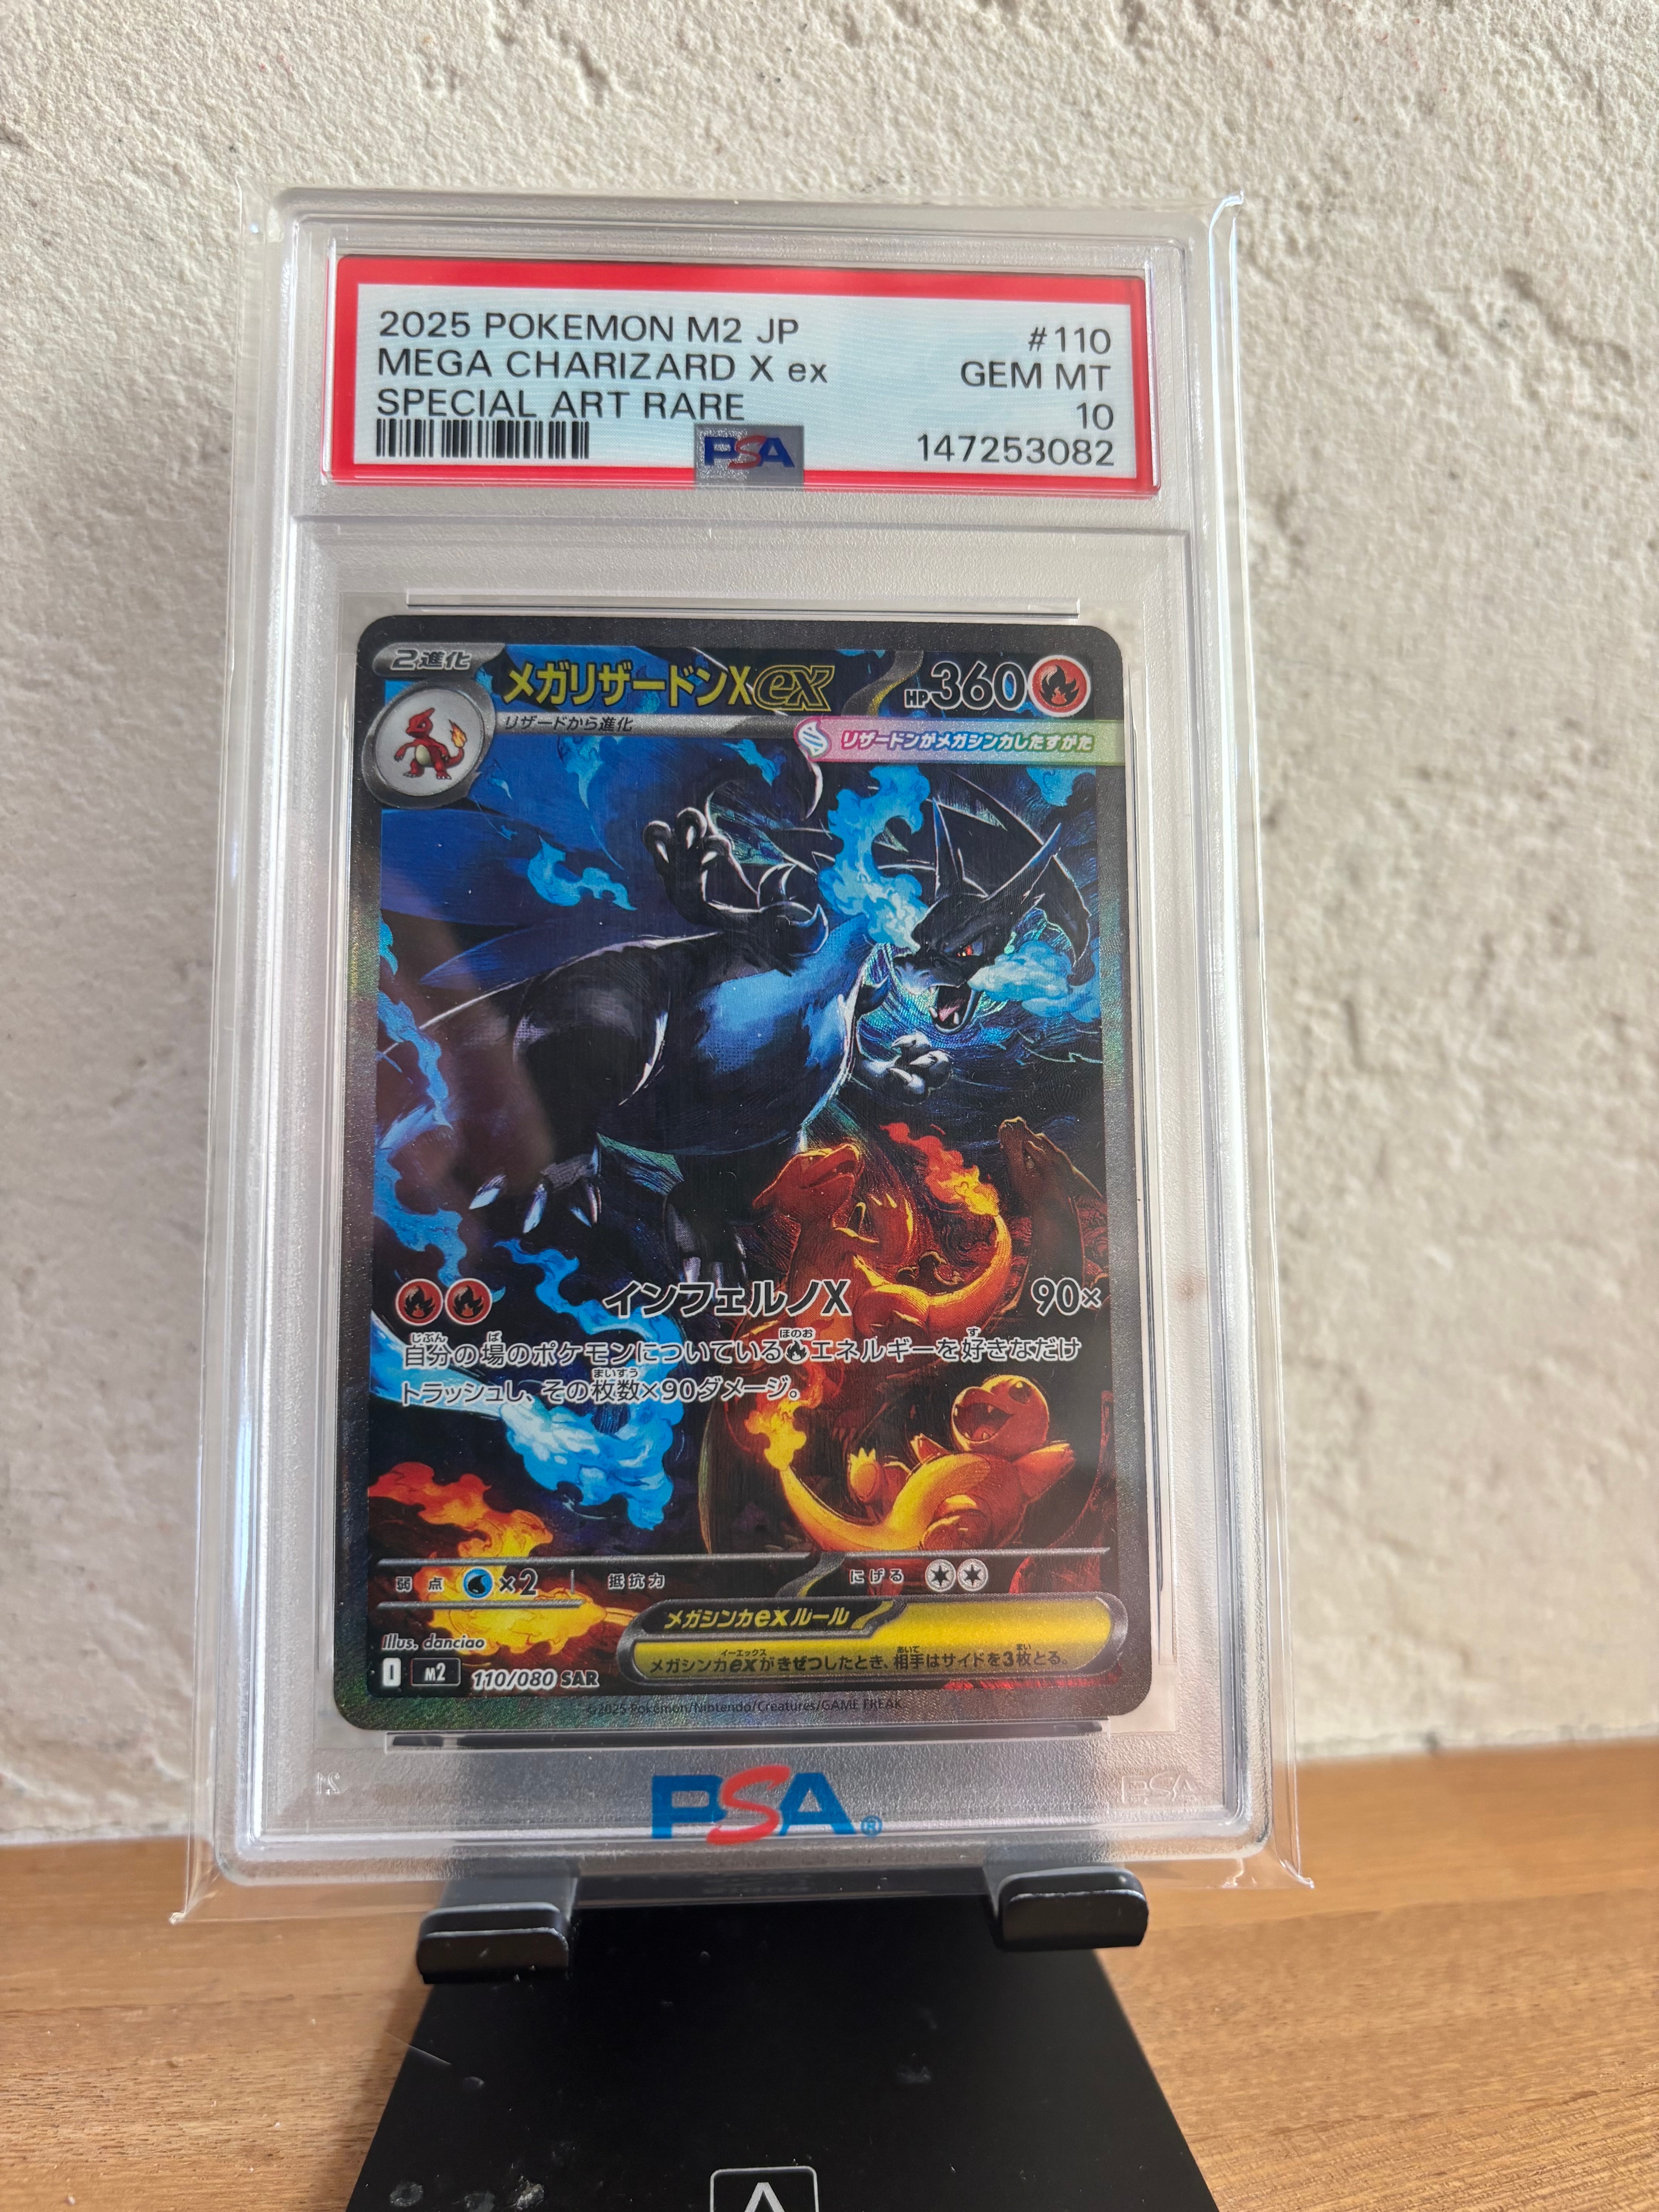 2025 POKEMON M2 JP #110
MEGA CHARIZARD X ex GEM MT
SPECIAL ART RARE 10
PSA 147253082
2進化 メガリザードンXex HP360
リザードから進化
リザードンがメガシンカしたすがた
インフェルノX 90×
自分の場のポケモンについているエネルギーを好きなだけ
トラッシュし、その枚数×90ダメージ。
弱点 ×2 抵抗力 にげる
メガシンカexルール
メガシンカexがきぜつしたとき、相手はサイドを3枚とる。
Illus. danciao
I m2 110/080 SAR
©2025 Pokémon/Nintendo/Creatures/GAME FREAK
21 PSA
PSA®